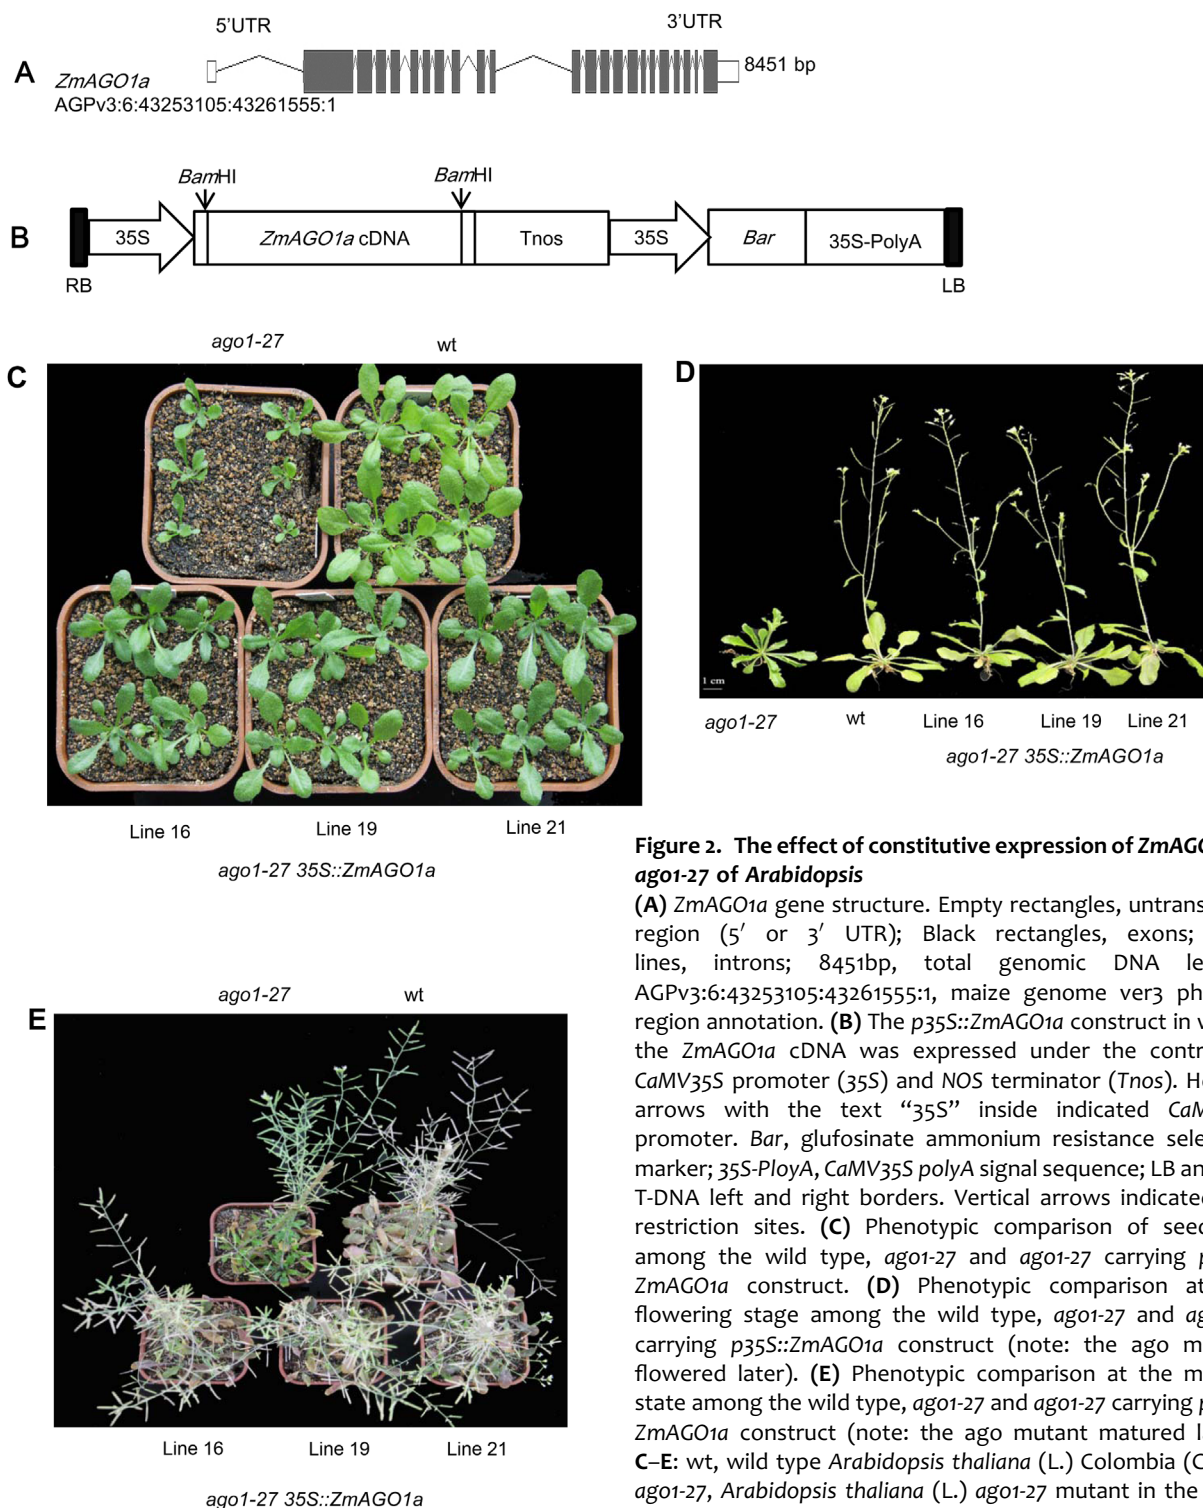 5'UTR
3'UTR
A
ZmAGO1a
8451 bp
AGPv3:6:43253105:43261555:1
BamHI
BamHI
B
35S
ZmAGO1a cDNA
Tnos
35S
Bar
35S-PolyA
RB
LB
ago1-27
wt
C
D
1 cm
ago1-27
wt
Line 16
Line 19
Line 21
ago1-27 35S::ZmAGO1a
Line 16
Line 19
Line 21
ago1-27 35S::ZmAGO1a
Figure 2. The effect of constitutive expression of
ago1-27 of Arabidopsis
(A) ZmAGO1a gene structure. Empty rectangles,
region (5′ or 3′ UTR); Black rectangles, exons;
lines, introns; 8451bp, total genomic DNA
AGPv3:6:43253105:43261555:1, maize genome ver3
region annotation. (B) The p35S::ZmAGO1a construct in
the ZmAGO1a cDNA was expressed under the
CaMV35S promoter (35S) and NOS terminator (Tnos).
arrows with the text “35S” inside indicated
promoter. Bar, glufosinate ammonium resistance
marker; 35S-PloyA, CaMV35S polyA signal sequence; LB
T-DNA left and right borders. Vertical arrows indicated
restriction sites. (C) Phenotypic comparison of
among the wild type, ago1-27 and ago1-27 carrying
ZmAGO1a construct. (D) Phenotypic comparison at
flowering stage among the wild type, ago1-27 and
carrying p35S::ZmAGO1a construct (note: the ago
flowered later). (E) Phenotypic comparison at the
state among the wild type, ago1-27 and ago1-27 carrying
ZmAGO1a construct (note: the ago mutant matured
C–E: wt, wild type Arabidopsis thaliana (L.) Colombia
ago1-27, Arabidopsis thaliana (L.) ago1-27 mutant in the
ago1-27
wt
E
Line 16
Line 19
Line 21
ago1-27 35S::ZmAGO1a